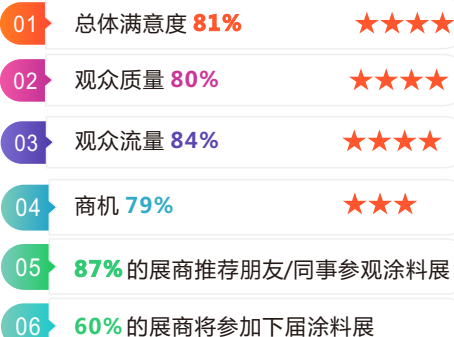 01 总体满意度 81% ★★★★
02 观众质量 80% ★★★★
03 观众流量 84% ★★★★
04 商机 79% ★★★
05 87% 的展商推荐朋友/同事参观涂料展
06 60% 的展商将参加下届涂料展